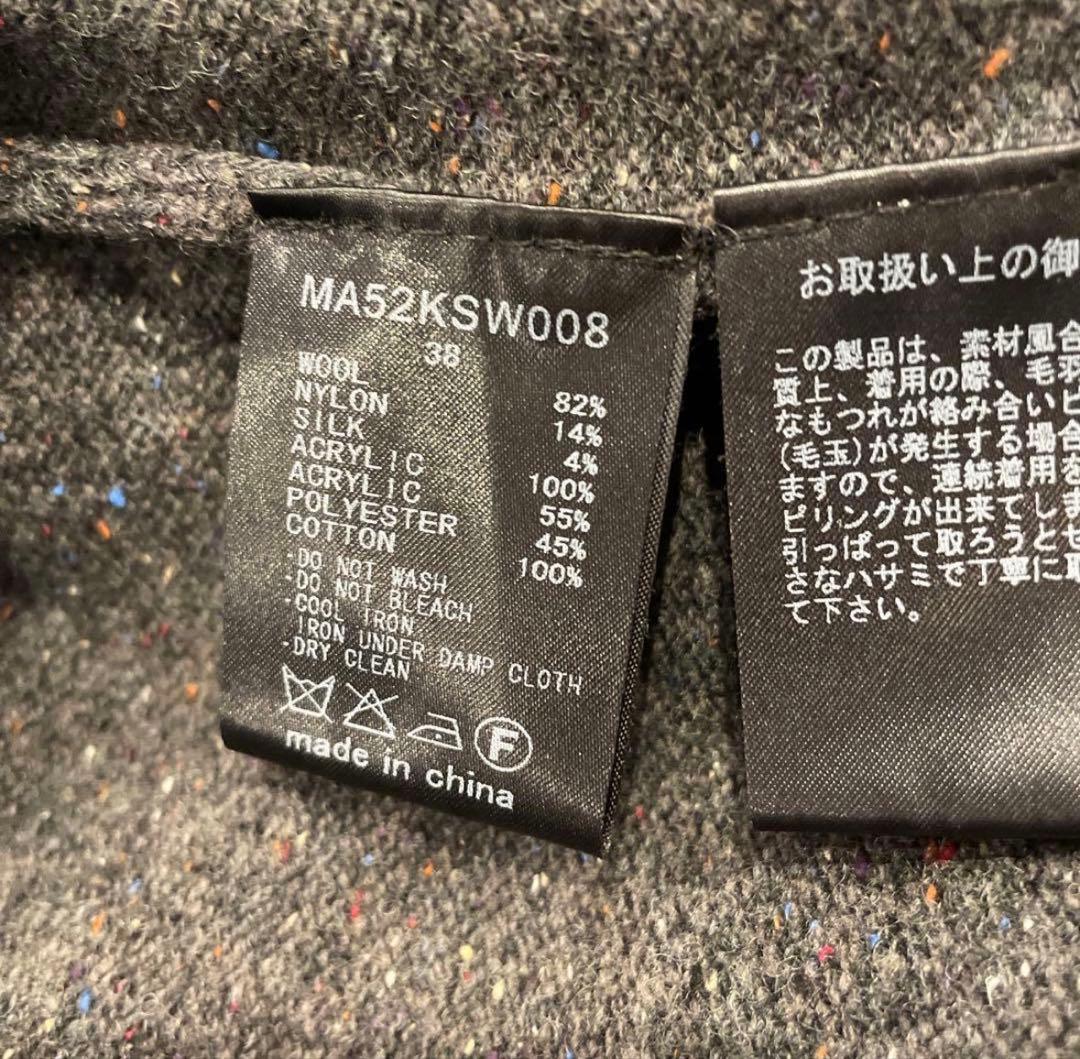 MA52KSW008
38
WOOL 82%
NYLON 14%
SILK 4%
ACRYLIC 100%
ACRYLIC 55%
POLYESTER 45%
COTTON 100%
·DO NOT WASH
·DO NOT BLEACH
·COOL IRON
IRON UNDER DAMP CLOTH
·DRY CLEAN
F
made in china
お取扱い上の御
この製品は、素材風合
質上、着用の際、毛羽
なもつれが絡み合いピ
(毛玉)が発生する場合
ますので、連続着用を
ピリングが出来てしま
引っぱって取ろうとせ
さなハサミで丁寧に取
て下さい。